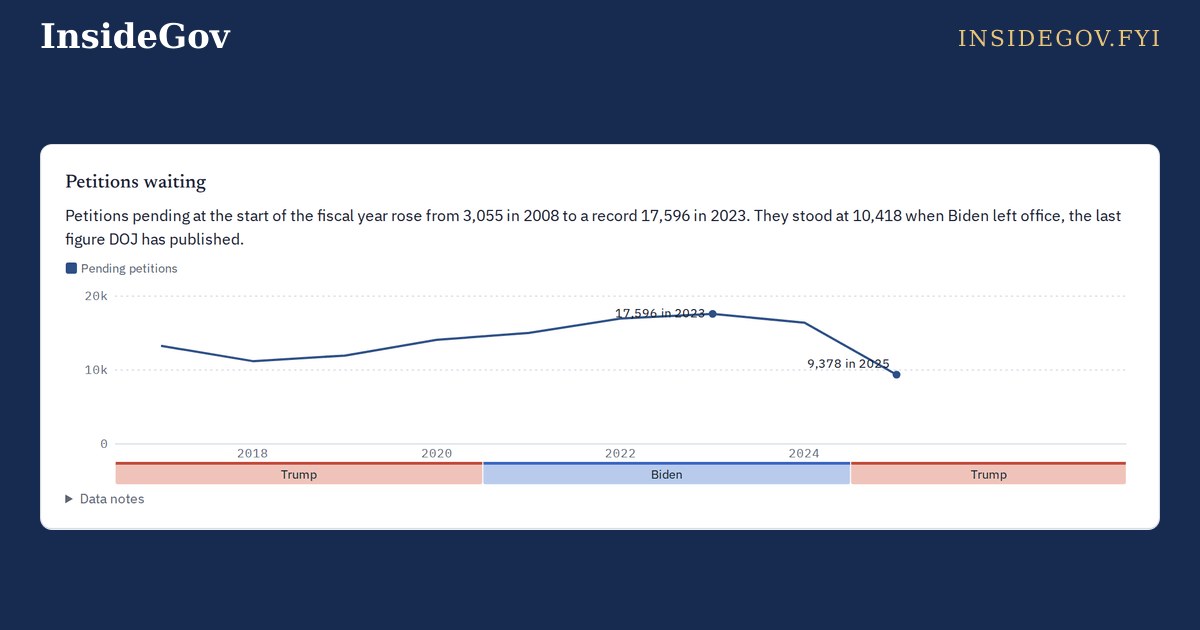 InsideGov
INSIDEGOV.FYI
Petitions waiting
Petitions pending at the start of the fiscal year rose from 3,055 in 2008 to a record 17,596 in 2023. They stood at 10,418 when Biden left office, the last
figure DOJ has published.
Pending petitions
20k
17,596 in 2023
9,378 in 2025
10k
0
2018 2020 2022 2024
Trump Biden Trump
Data notes